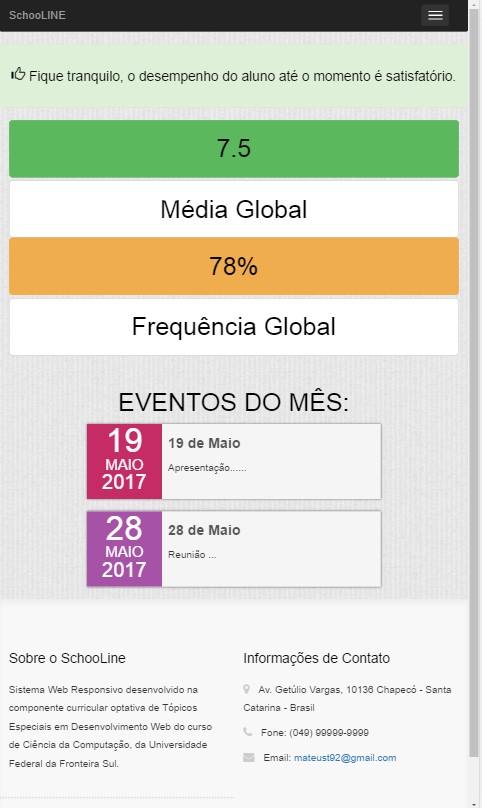 SchooLINE
Fique tranquilo, o desempenho do aluno até o momento é satisfatório.
7.5
Média Global
78%
Frequência Global
EVENTOS DO MÊS:
19
MAIO
2017
19 de Maio
Apresentação......
28
MAIO
2017
28 de Maio
Reunião ...
Sobre o SchooLine
Sistema Web Responsivo desenvolvido na
componente curricular optativa de Tópicos
Especiais em Desenvolvimento Web do curso
de Ciência da Computação, da Universidade
Federal da Fronteira Sul.
Informações de Contato
Av. Getúlio Vargas, 10136 Chapecó - Santa
Catarina - Brasil
Fone: (049) 99999-9999
Email: mateust92@gmail.com